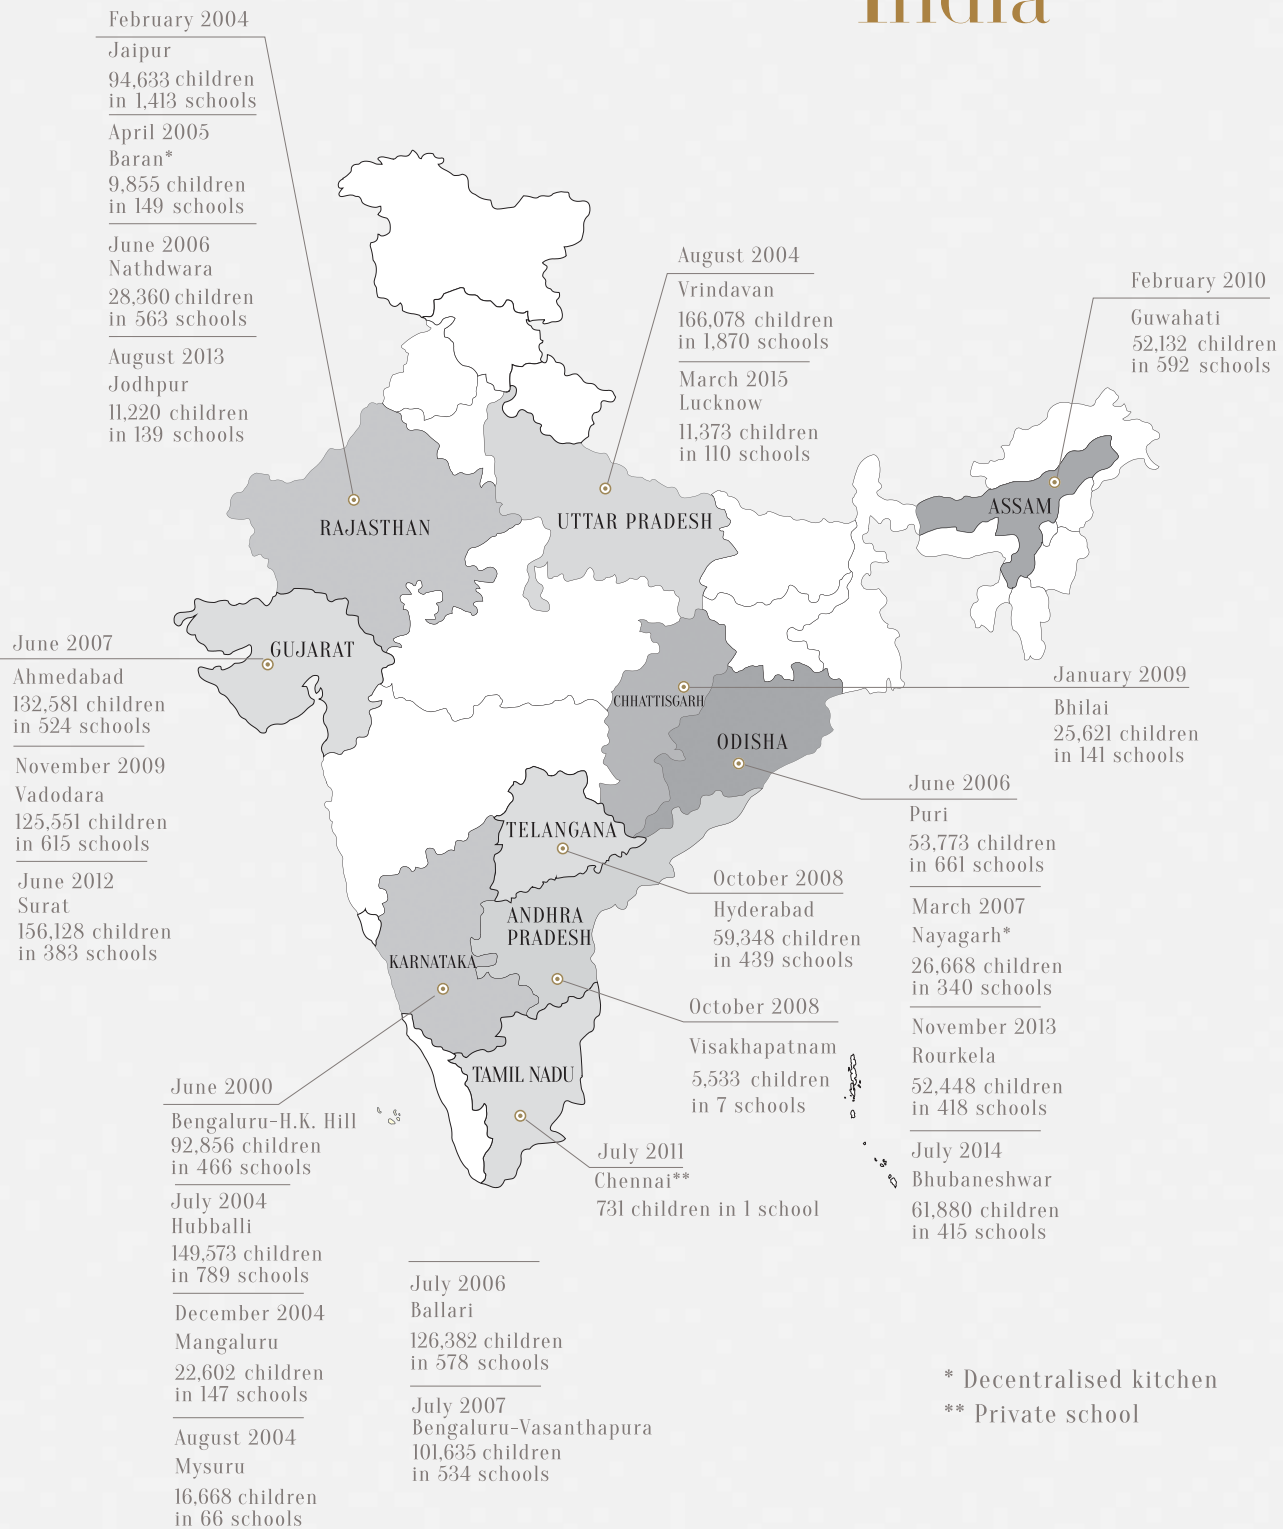 India
February 2004
Jaipur
94,633 children
in 1,413 schools
April 2005
Baran*
9,855 children
in 149 schools
June 2006
Nathdwara
28,360 children
in 563 schools
August 2013
Jodhpur
11,220 children
in 139 schools
August 2004
Vrindavan
166,078 children
in 1,870 schools
March 2015
Lucknow
11,373 children
in 110 schools
February 2010
Guwahati
52,132 children
in 592 schools
RAJASTHAN
UTTAR PRADESH
ASSAM
GUJARAT
CHHATTISGARH
ODISHA
TELANGANA
ANDHRA
PRADESH
KARNATAKA
TAMIL NADU
June 2007
Ahmedabad
132,581 children
in 524 schools
November 2009
Vadodara
125,551 children
in 615 schools
June 2012
Surat
156,128 children
in 383 schools
January 2009
Bhilai
25,621 children
in 141 schools
June 2006
Puri
53,773 children
in 661 schools
March 2007
Nayagarh*
26,668 children
in 340 schools
November 2013
Rourkela
52,448 children
in 418 schools
July 2014
Bhubaneshwar
61,880 children
in 415 schools
October 2008
Hyderabad
59,348 children
in 439 schools
October 2008
Visakhapatnam
5,533 children
in 7 schools
July 2011
Chennai**
731 children in 1 school
June 2000
Bengaluru-H.K. Hill
92,856 children
in 466 schools
July 2004
Hubballi
149,573 children
in 789 schools
December 2004
Mangaluru
22,602 children
in 147 schools
August 2004
Mysuru
16,668 children
in 66 schools
July 2006
Ballari
126,382 children
in 578 schools
July 2007
Bengaluru-Vasanthapura
101,635 children
in 534 schools
* Decentralised kitchen
** Private school